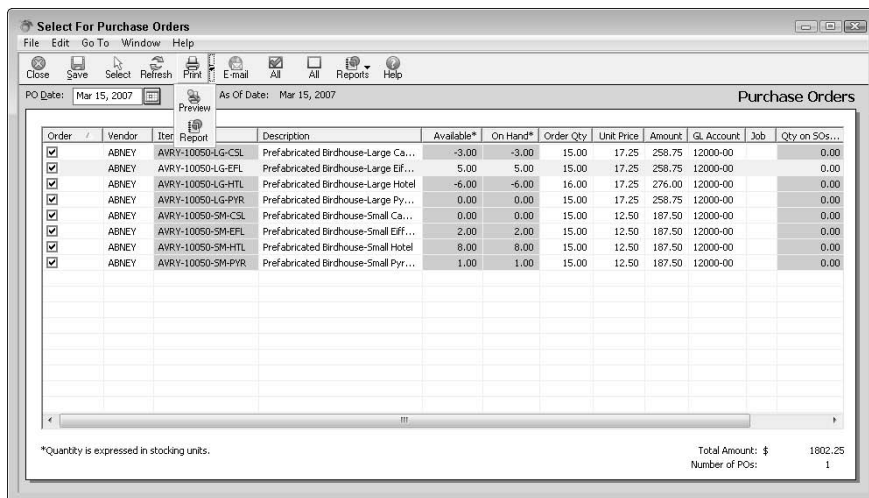 Select For Purchase Orders
File Edit Go To Window Help
Close Save Select Refresh Print E-mail All All Reports Help
PO Date: Mar 15, 2007 As Of Date: Mar 15, 2007 Purchase Orders
Preview
Report
Order / Vendor Description Available* On Hand* Order Qty Unit Price Amount GL Account Job Qty on SOs...
ABNEY AVRY-10050-LG-CSL Prefabricated Birdhouse-Large Ca... -3.00 -3.00 15.00 17.25 258.75 12000-00 0.00
ABNEY AVRY-10050-LG-EFL Prefabricated Birdhouse-Large Eif... 5.00 5.00 15.00 17.25 258.75 12000-00 0.00
ABNEY AVRY-10050-LG-HTL Prefabricated Birdhouse-Large Hotel -6.00 -6.00 16.00 17.25 276.00 12000-00 0.00
ABNEY AVRY-10050-LG-PYR Prefabricated Birdhouse-Large Py... 0.00 0.00 15.00 17.25 258.75 12000-00 0.00
ABNEY AVRY-10050-SM-CSL Prefabricated Birdhouse-Small Ca... 0.00 0.00 15.00 12.50 187.50 12000-00 0.00
ABNEY AVRY-10050-SM-EFL Prefabricated Birdhouse-Small Eiff... 2.00 2.00 15.00 12.50 187.50 12000-00 0.00
ABNEY AVRY-10050-SM-HTL Prefabricated Birdhouse-Small Hotel 8.00 8.00 15.00 12.50 187.50 12000-00 0.00
ABNEY AVRY-10050-SM-PYR Prefabricated Birdhouse-Small Pyr... 1.00 1.00 15.00 12.50 187.50 12000-00 0.00
*Quantity is expressed in stocking units. Total Amount: $ 1802.25
Number of POs: 1